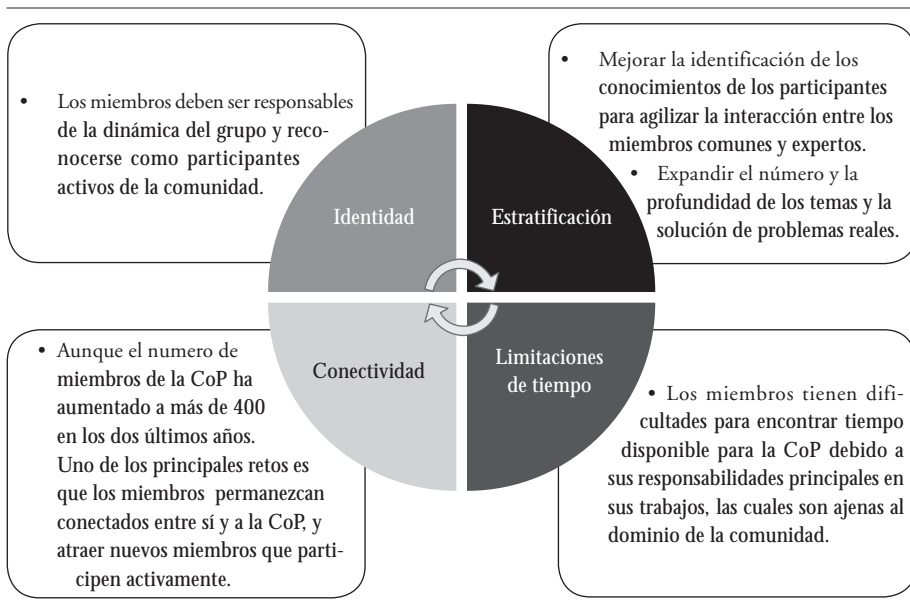 • Los miembros deben ser responsables
de la dinámica del grupo y reco-
nocerse como participantes
activos de la comunidad.
• Mejorar la identificación de los
conocimientos de los participantes
para agilizar la interacción entre los
miembros comunes y expertos.
• Expandir el número y la
profundidad de los temas y la
solución de problemas reales.
Identidad
Estratificación
Conectividad
Limitaciones
de tiempo
• Aunque el numero de
miembros de la CoP ha
aumentado a más de 400
en los dos últimos años.
Uno de los principales retos es
que los miembros permanezcan
conectados entre sí y a la CoP, y
atraer nuevos miembros que parti-
cipen activamente.
• Los miembros tienen difi-
cultades para encontrar tiempo
disponible para la CoP debido a
sus responsabilidades principales en
sus trabajos, las cuales son ajenas al
dominio de la comunidad.